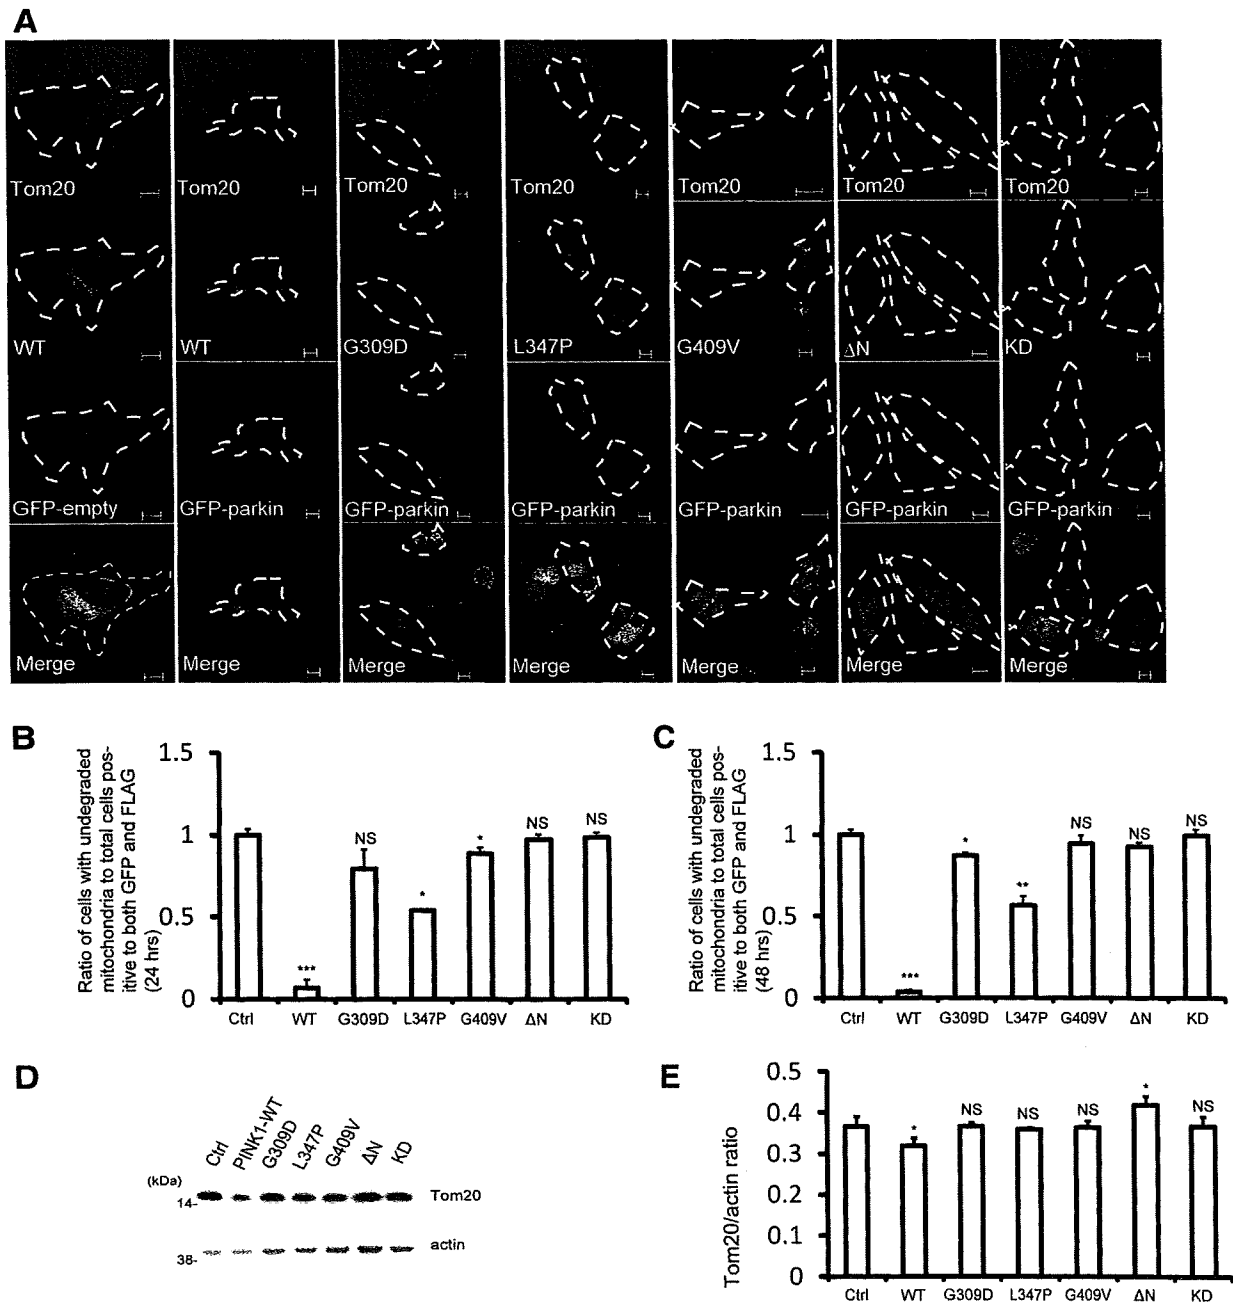 A
Tom20 Tom20 Tom20 Tom20 Tom20 Tom20 Tom20
WT WT G309D L347P G409V ΔN KD
GFP-empty GFP-parkin GFP-parkin GFP-parkin GFP-parkin GFP-parkin GFP-parkin
Merge Merge Merge Merge Merge Merge Merge
B
Ratio of cells with undegraded
mitochondria to total cells pos-
itive to both GFP and FLAG
(24 hrs)
1.5
1
0.5
0
*** NS * * NS NS
Ctrl WT G309D L347P G409V ΔN KD
C
Ratio of cells with undegraded
mitochondria to total cells pos-
itive to both GFP and FLAG
(48 hrs)
1.5
1
0.5
0
*** * ** NS NS NS
Ctrl WT G309D L347P G409V ΔN KD
D
Ctrl PINK1-WT G309D L347P G409V ΔN KD
(kDa)
14- Tom20
38- actin
E
Tom20/actin ratio
0.5
0.4
0.3
0.2
0.1
0
* NS NS NS * NS
Ctrl WT G309D L347P G409V ΔN KD